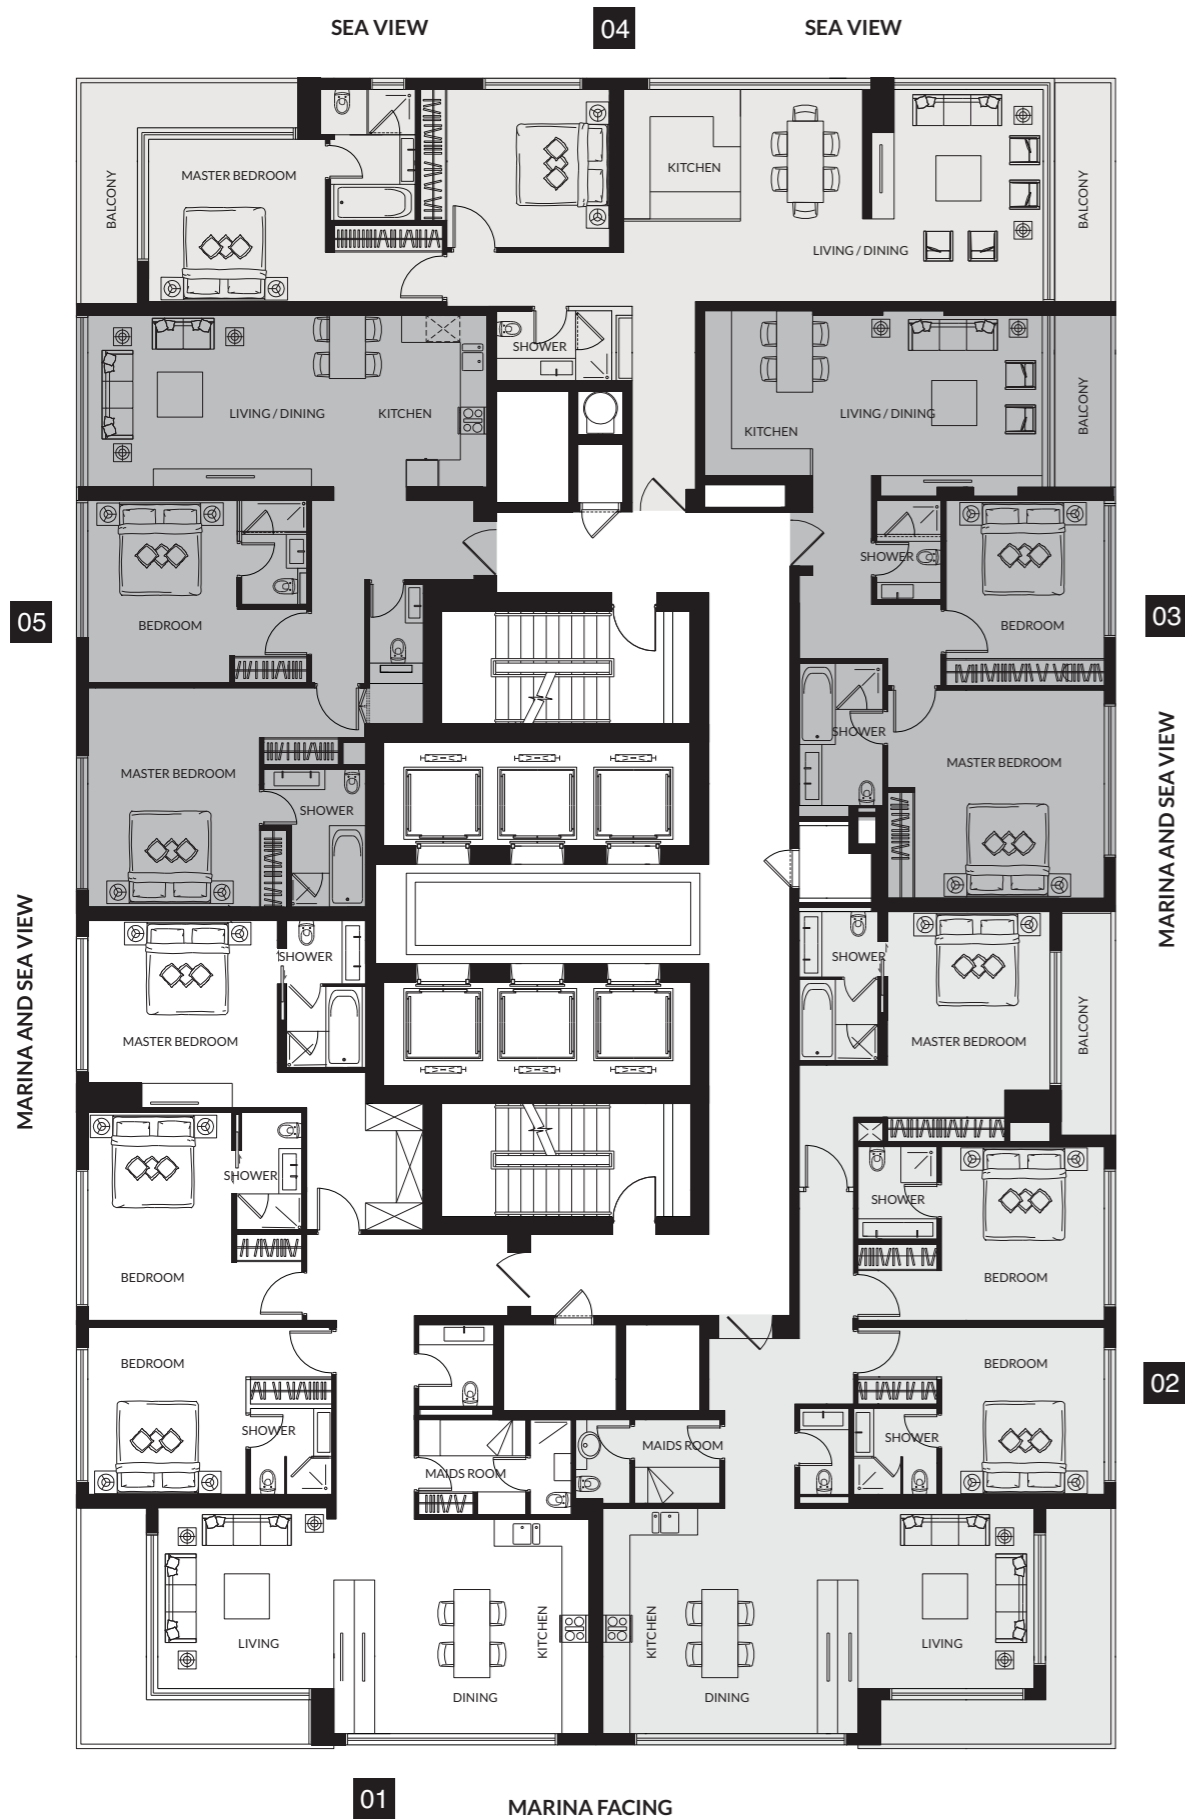 SEA VIEW
04
SEA VIEW
BALCONY
MASTER BEDROOM
KITCHEN
LIVING / DINING
BALCONY
SHOWER
LIVING / DINING
KITCHEN
LIVING / DINING
KITCHEN
BALCONY
05
BEDROOM
SHOWER
BEDROOM
03
MASTER BEDROOM
SHOWER
SHOWER
MASTER BEDROOM
MARINA AND SEA VIEW
MARINA AND SEA VIEW
SHOWER
MASTER BEDROOM
SHOWER
MASTER BEDROOM
BALCONY
SHOWER
BEDROOM
SHOWER
BEDROOM
BEDROOM
SHOWER
BEDROOM
SHOWER
02
MAIDS ROOM
MAIDS ROOM
LIVING
KITCHEN
DINING
KITCHEN
DINING
LIVING
01
MARINA FACING